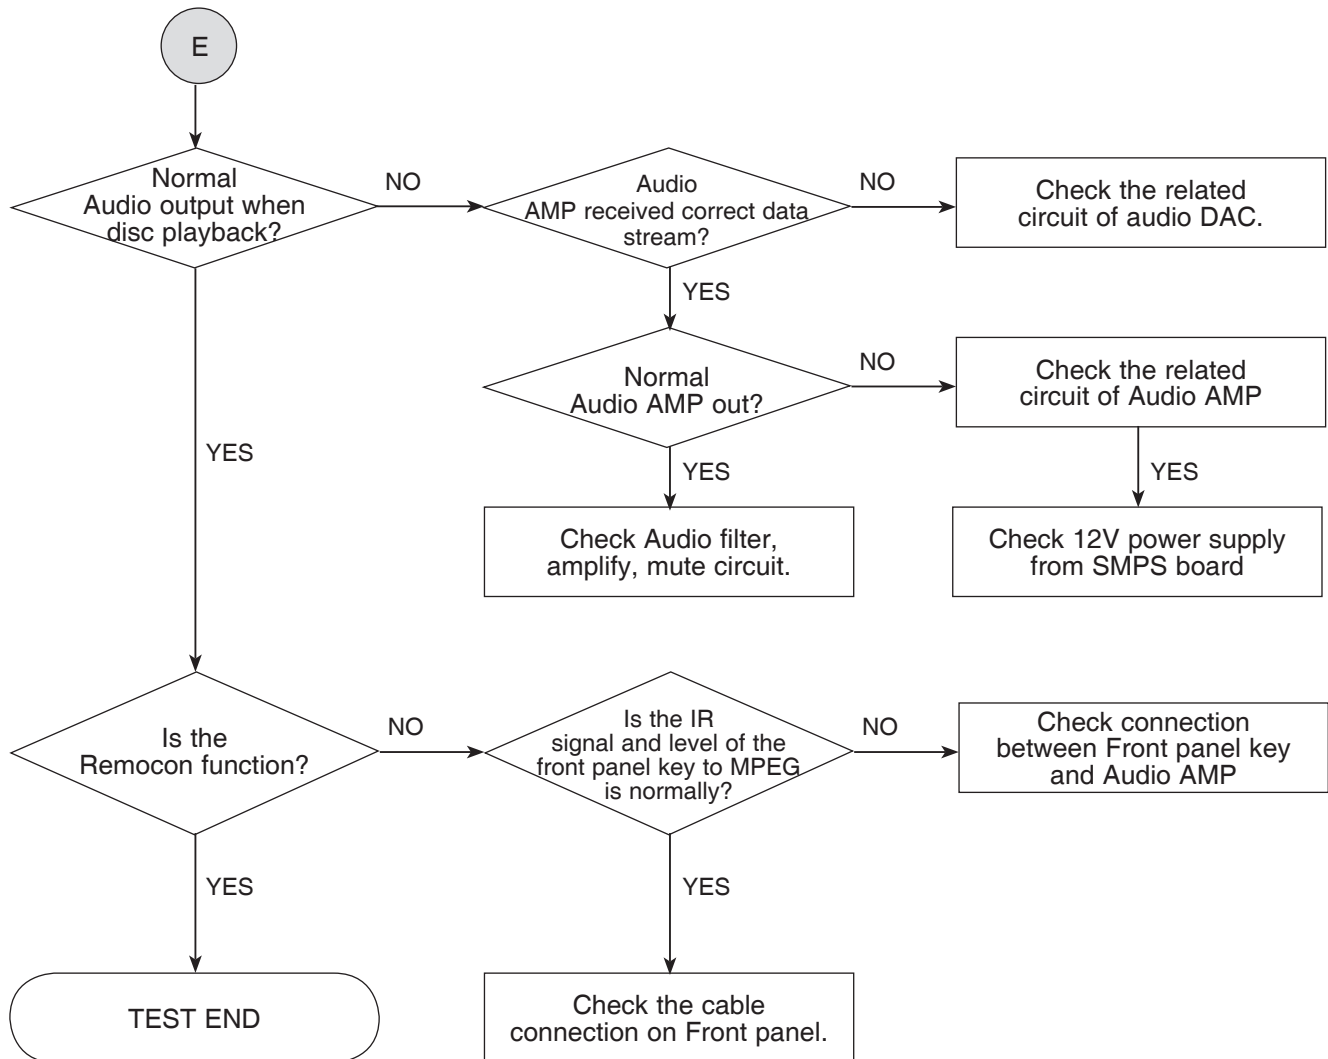 E
Normal
Audio output when
disc playback?
NO
Audio
AMP received correct data
stream?
NO
Check the related
circuit of audio DAC.
YES
Normal
Audio AMP out?
NO
Check the related
circuit of Audio AMP
YES
YES
YES
Check Audio filter,
amplify, mute circuit.
Check 12V power supply
from SMPS board
Is the
Remocon function?
NO
Is the IR
signal and level of the
front panel key to MPEG
is normally?
NO
Check connection
between Front panel key
and Audio AMP
YES
YES
TEST END
Check the cable
connection on Front panel.